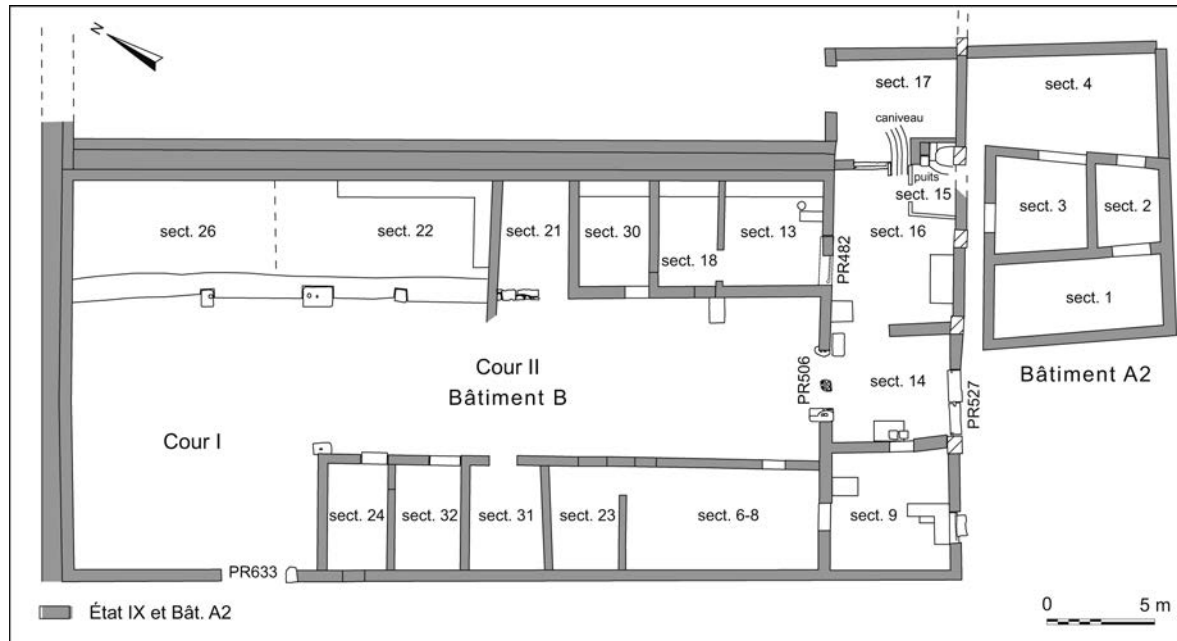 N
sect. 17
sect. 4
caniveau
puits
sect. 15
sect. 3
sect. 2
sect. 26
sect. 22
sect. 21
sect. 30
sect. 18
sect. 13
PR482
sect. 16
sect. 1
Cour II
Bâtiment B
PR506
sect. 14
PR527
Bâtiment A2
Cour I
sect. 24
sect. 32
sect. 31
sect. 23
sect. 6-8
sect. 9
PR633
État IX et Bât. A2
0 5 m